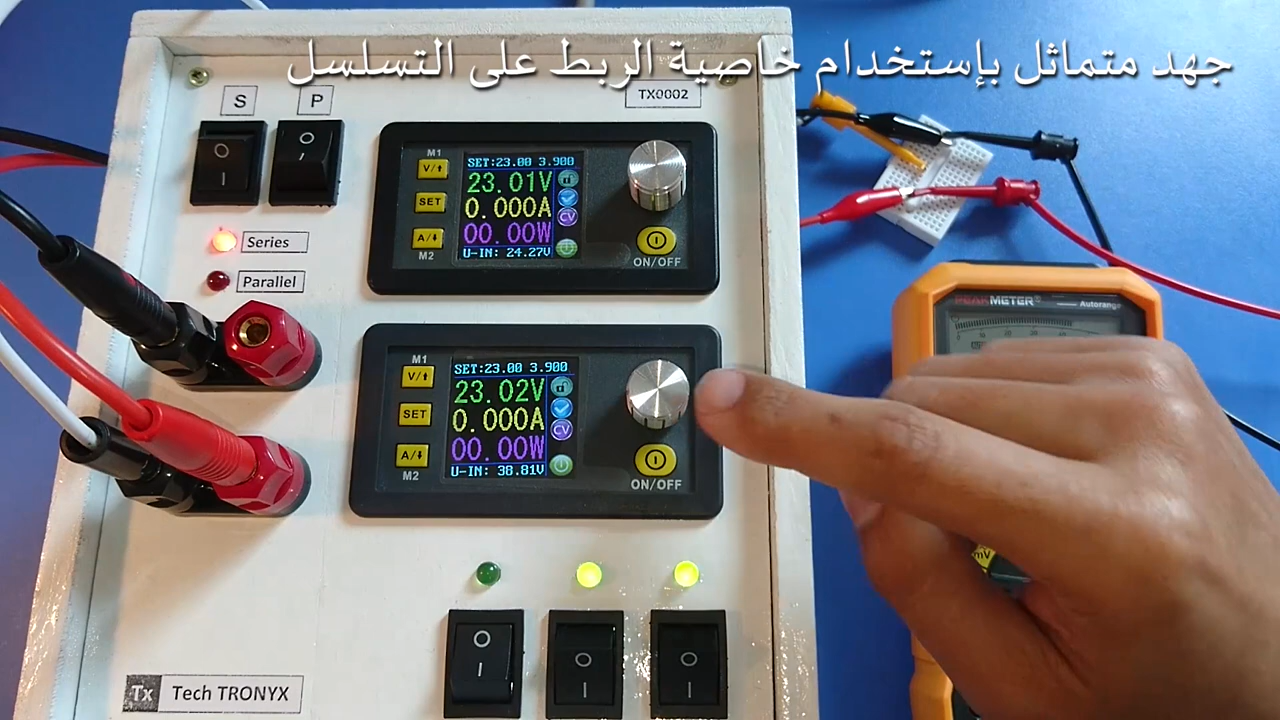 جهد متماثل بإستخدام خاصية الربط على التسلسل
S
P
TX0002
Series
Parallel
M1
V/↑
SET
A/↓
M2
SET:23.00 3.900
23.01V
0.000A
00.00W
U-IN: 24.27V
CV
ON/OFF
M1
V/↑
SET
A/↓
M2
SET:23.00 3.900
23.02V
0.000A
00.00W
U-IN: 38.81V
CV
ON/OFF
PEAKMETER®
Autorange
mV
Tx Tech TRONYX